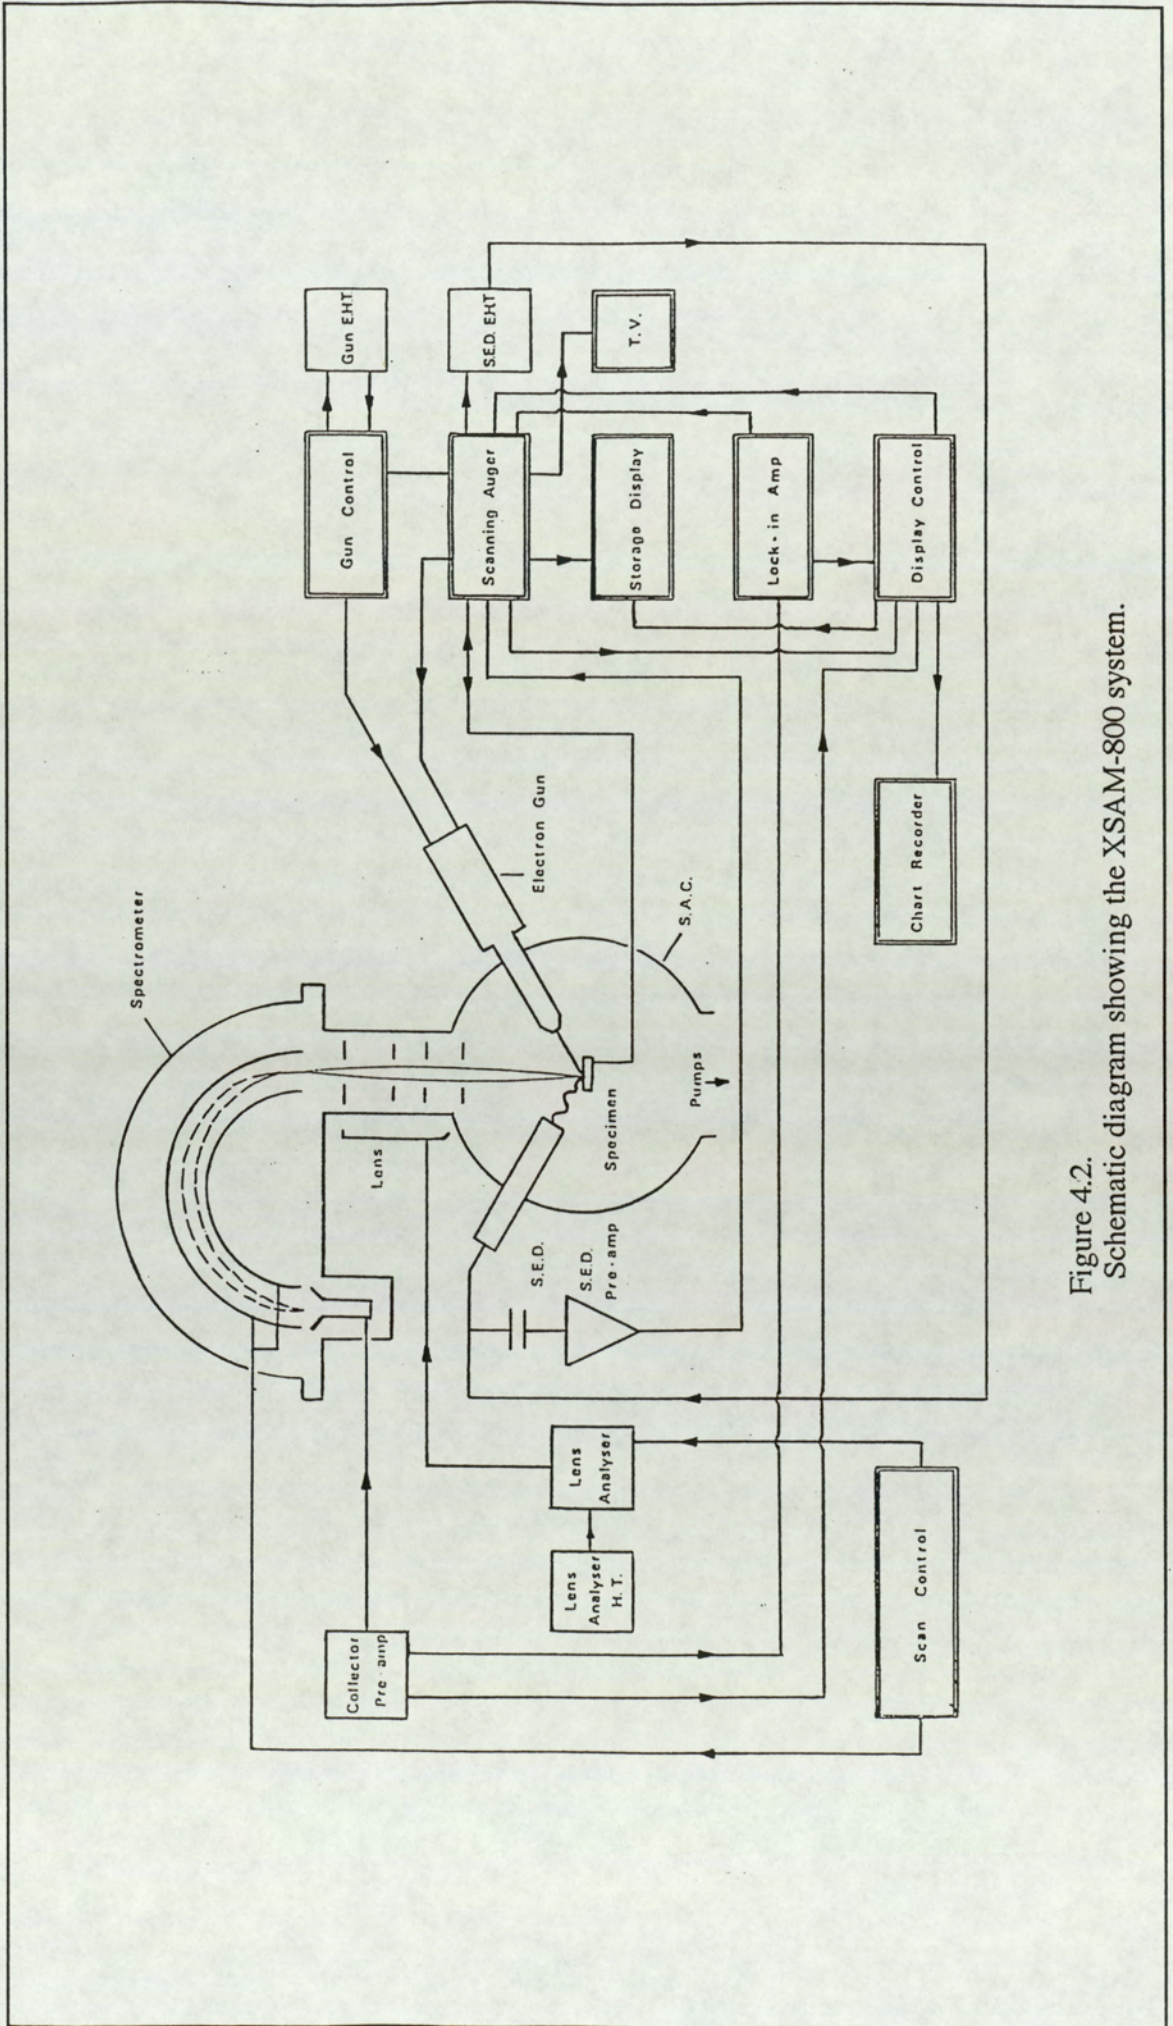 Spectrometer
Lens
Electron Gun
S.A.C.
Specimen
Pumps
S.E.D.
S.E.D.
Pre-amp
Collector
Pre-amp
Lens
Analyser
H.T.
Lens
Analyser
Scan Control
Gun Control
Gun E.H.T.
Scanning Auger
S.E.D. EHT
Storage Display
T.V.
Lock-in Amp
Display Control
Chart Recorder
Figure 4.2.
Schematic diagram showing the XSAM-800 system.